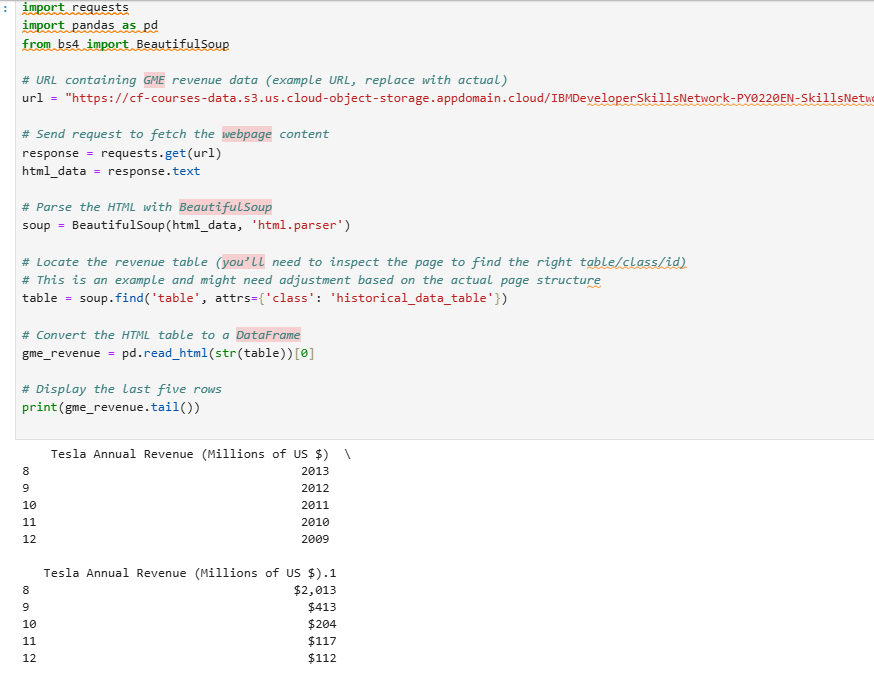 :
import requests
import pandas as pd
from bs4 import BeautifulSoup
# URL containing GME revenue data (example URL, replace with actual)
url = "https://cf-courses-data.s3.us.cloud-object-storage.appdomain.cloud/IBMDeveloperSkillsNetwork-PY0220EN-SkillsNetwo
# Send request to fetch the webpage content
response = requests.get(url)
html_data = response.text
# Parse the HTML with BeautifulSoup
soup = BeautifulSoup(html_data, 'html.parser')
# Locate the revenue table (you’ll need to inspect the page to find the right table/class/id)
# This is an example and might need adjustment based on the actual page structure
table = soup.find('table', attrs={'class': 'historical_data_table'})
# Convert the HTML table to a DataFrame
gme_revenue = pd.read_html(str(table))[0]
# Display the last five rows
print(gme_revenue.tail())
Tesla Annual Revenue (Millions of US $) \
8 2013
9 2012
10 2011
11 2010
12 2009
Tesla Annual Revenue (Millions of US $).1
8 $2,013
9 $413
10 $204
11 $117
12 $112